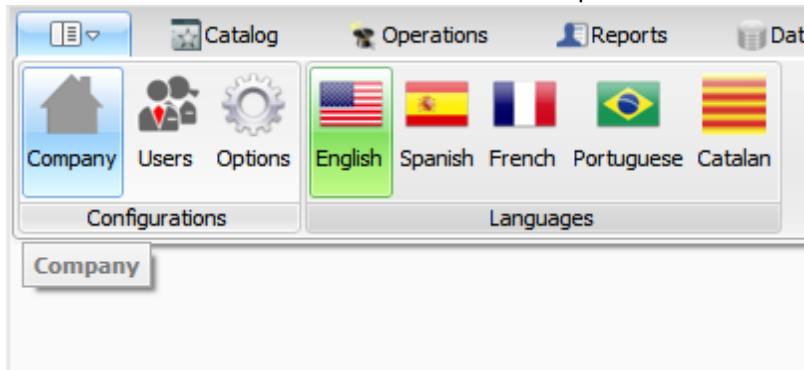 Catalog Operations Reports Dat
Company Users Options English Spanish French Portuguese Catalan
Configurations Languages
Company